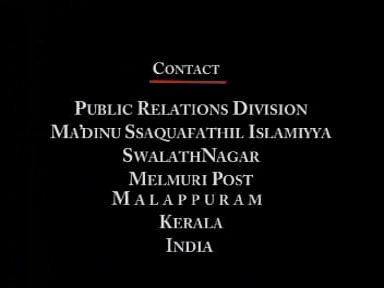 Contact
Public Relations Division
Ma'dinu Ssaquafathil Islamiyya
SwalathNagar
Melmuri Post
Malappuram
Kerala
India